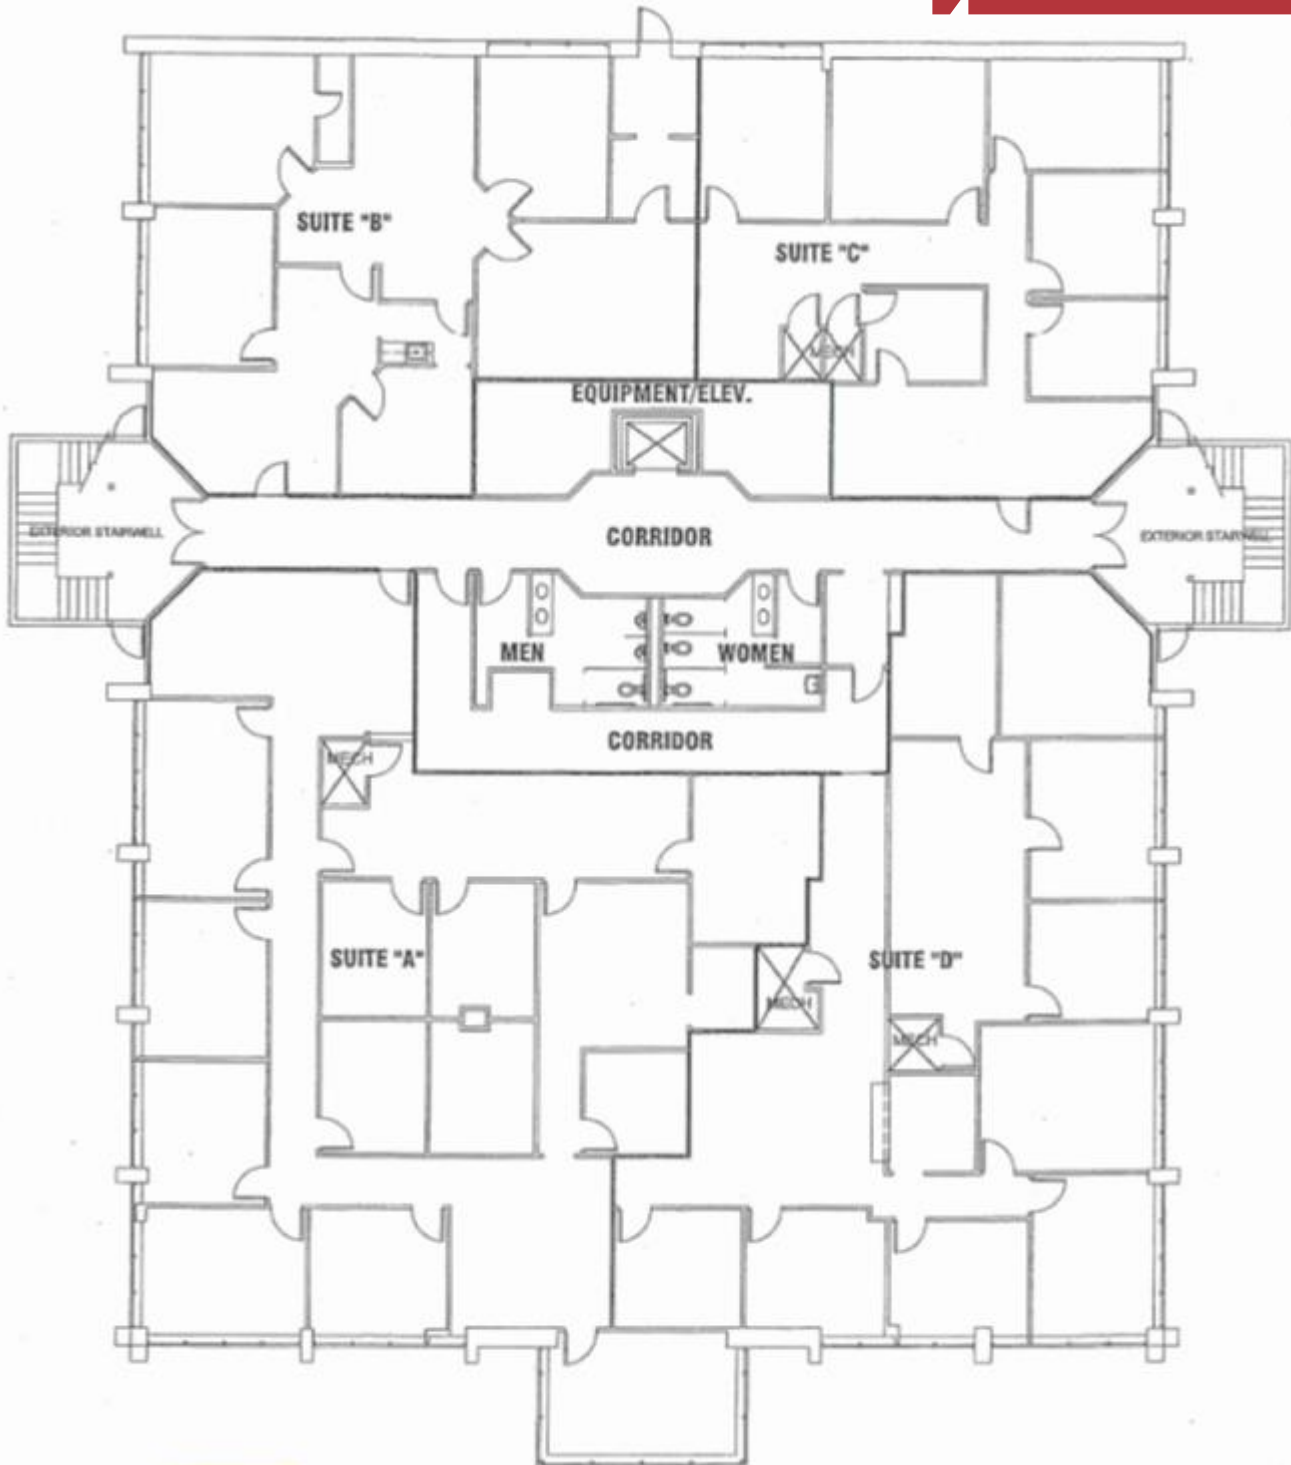 SUITE "B"
SUITE "C"
MECH
EQUIPMENT/ELEV.
EXTERIOR STAIRWELL
CORRIDOR
EXTERIOR STAIRWELL
MEN
WOMEN
CORRIDOR
MECH
SUITE "A"
SUITE "D"
MECH
MECH